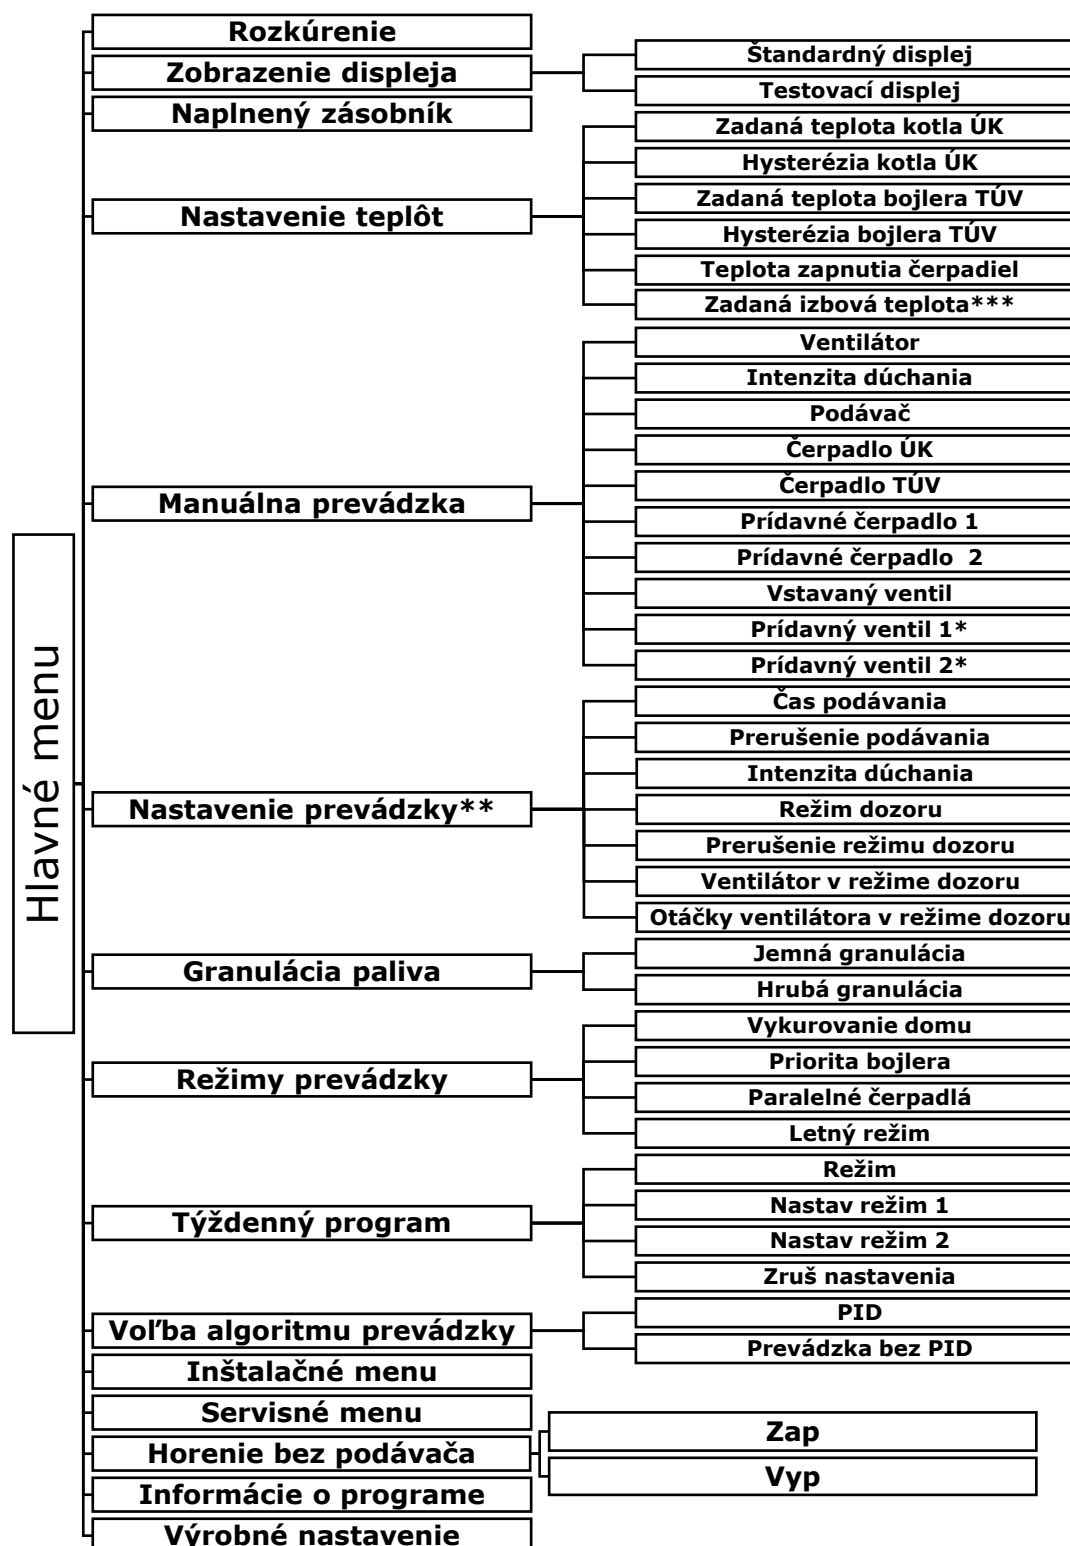 Hlavné menu
Rozkúrenie
Zobrazenie displeja
Štandardný displej
Testovací displej
Naplnený zásobník
Nastavenie teplôt
Zadaná teplota kotla ÚK
Hysterézia kotla ÚK
Zadaná teplota bojlera TÚV
Hysterézia bojlera TÚV
Teplota zapnutia čerpadiel
Zadaná izbová teplota***
Manuálna prevádzka
Ventilátor
Intenzita dúchania
Podávač
Čerpadlo ÚK
Čerpadlo TÚV
Prídavné čerpadlo 1
Prídavné čerpadlo  2
Vstavaný ventil
Prídavný ventil 1*
Prídavný ventil 2*
Nastavenie prevádzky**
Čas podávania
Prerušenie podávania
Intenzita dúchania
Režim dozoru
Prerušenie režimu dozoru
Ventilátor v režime dozoru
Otáčky ventilátora v režime dozoru
Granulácia paliva
Jemná granulácia
Hrubá granulácia
Režimy prevádzky
Vykurovanie domu
Priorita bojlera
Paralelné čerpadlá
Letný režim
Týždenný program
Režim
Nastav režim 1
Nastav režim 2
Zruš nastavenia
Voľba algoritmu prevádzky
PID
Prevádzka bez PID
Inštalačné menu
Servisné menu
Horenie bez podávača
Zap
Vyp
Informácie o programe
Výrobné nastavenie